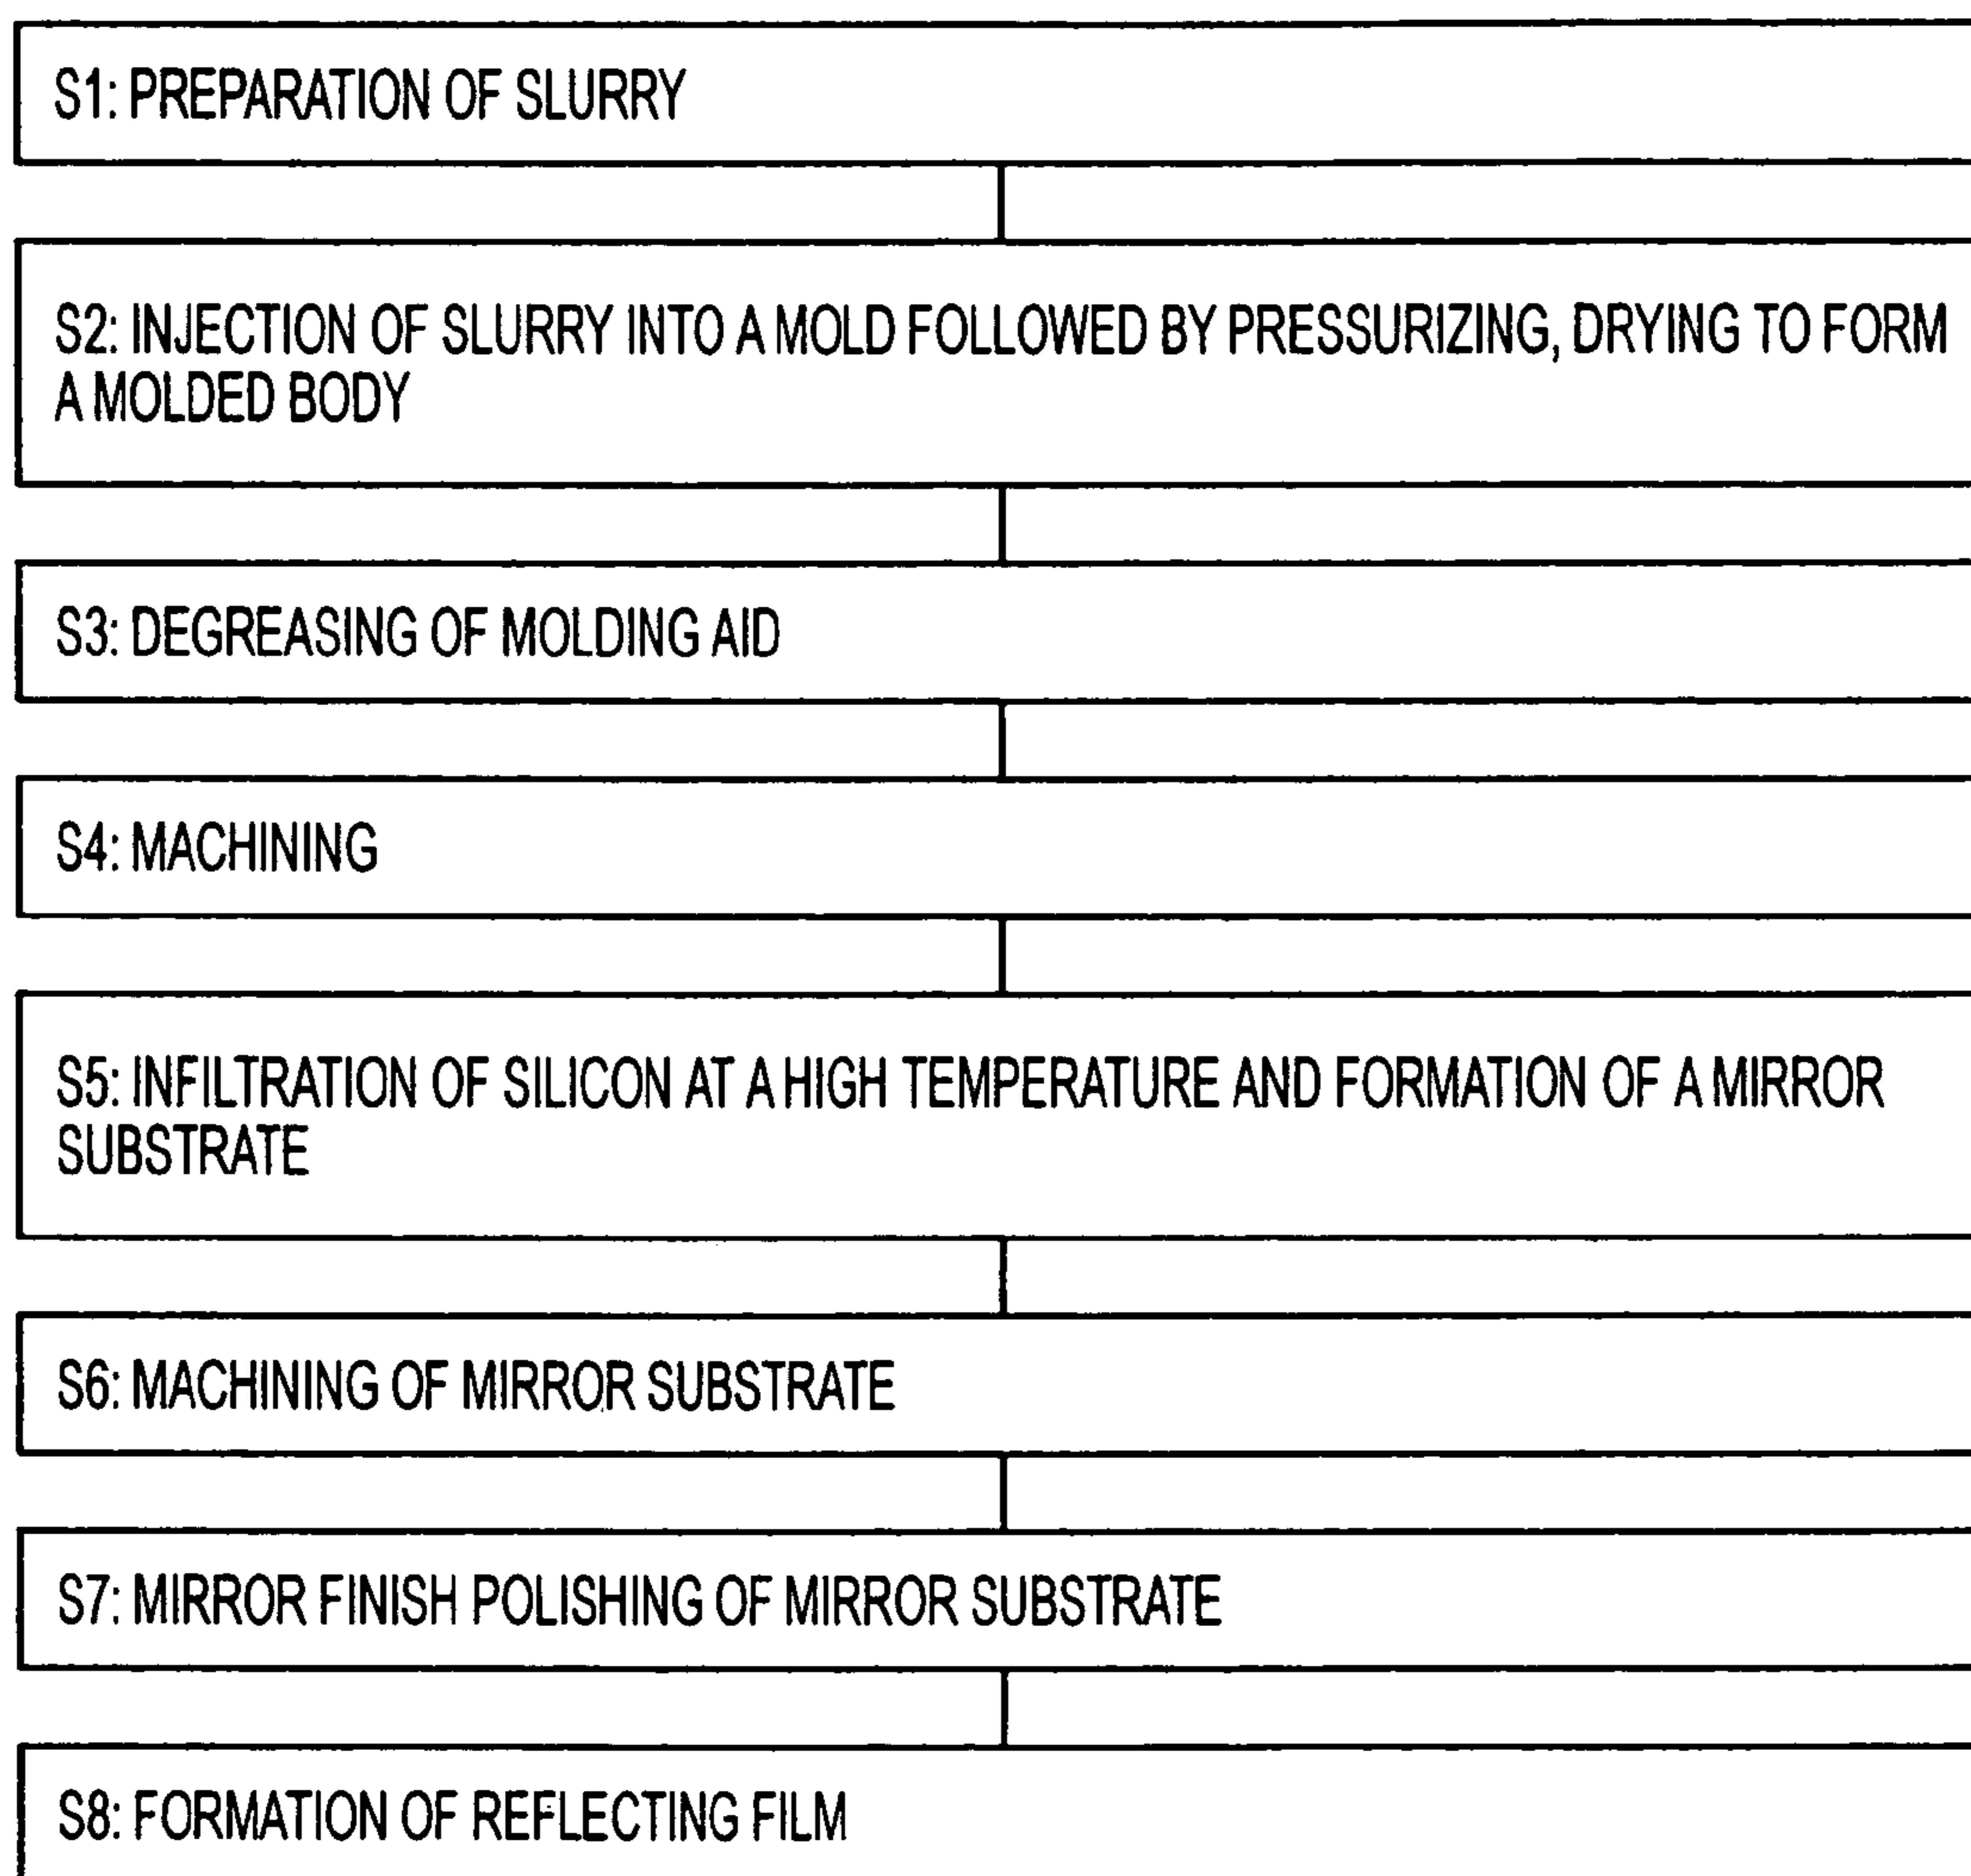 S1: PREPARATION OF SLURRY
S2: INJECTION OF SLURRY INTO A MOLD FOLLOWED BY PRESSURIZING, DRYING TO FORM
A MOLDED BODY
S3: DEGREASING OF MOLDING AID
S4: MACHINING
S5: INFILTRATION OF SILICON AT A HIGH TEMPERATURE AND FORMATION OF A MIRROR
SUBSTRATE
S6: MACHINING OF MIRROR SUBSTRATE
S7: MIRROR FINISH POLISHING OF MIRROR SUBSTRATE
S8: FORMATION OF REFLECTING FILM